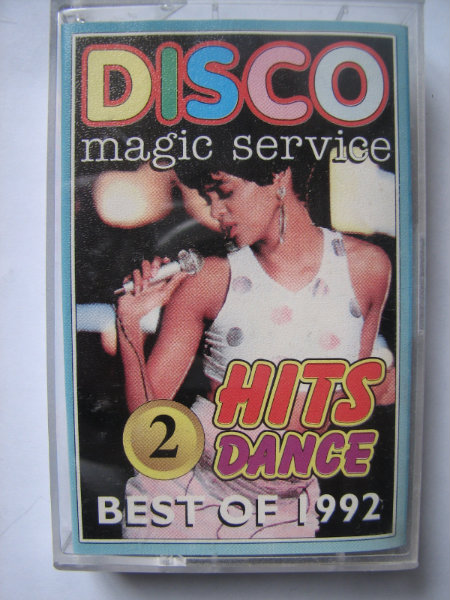 DISCO
magic service
HITS
2
DANCE
BEST OF 1992